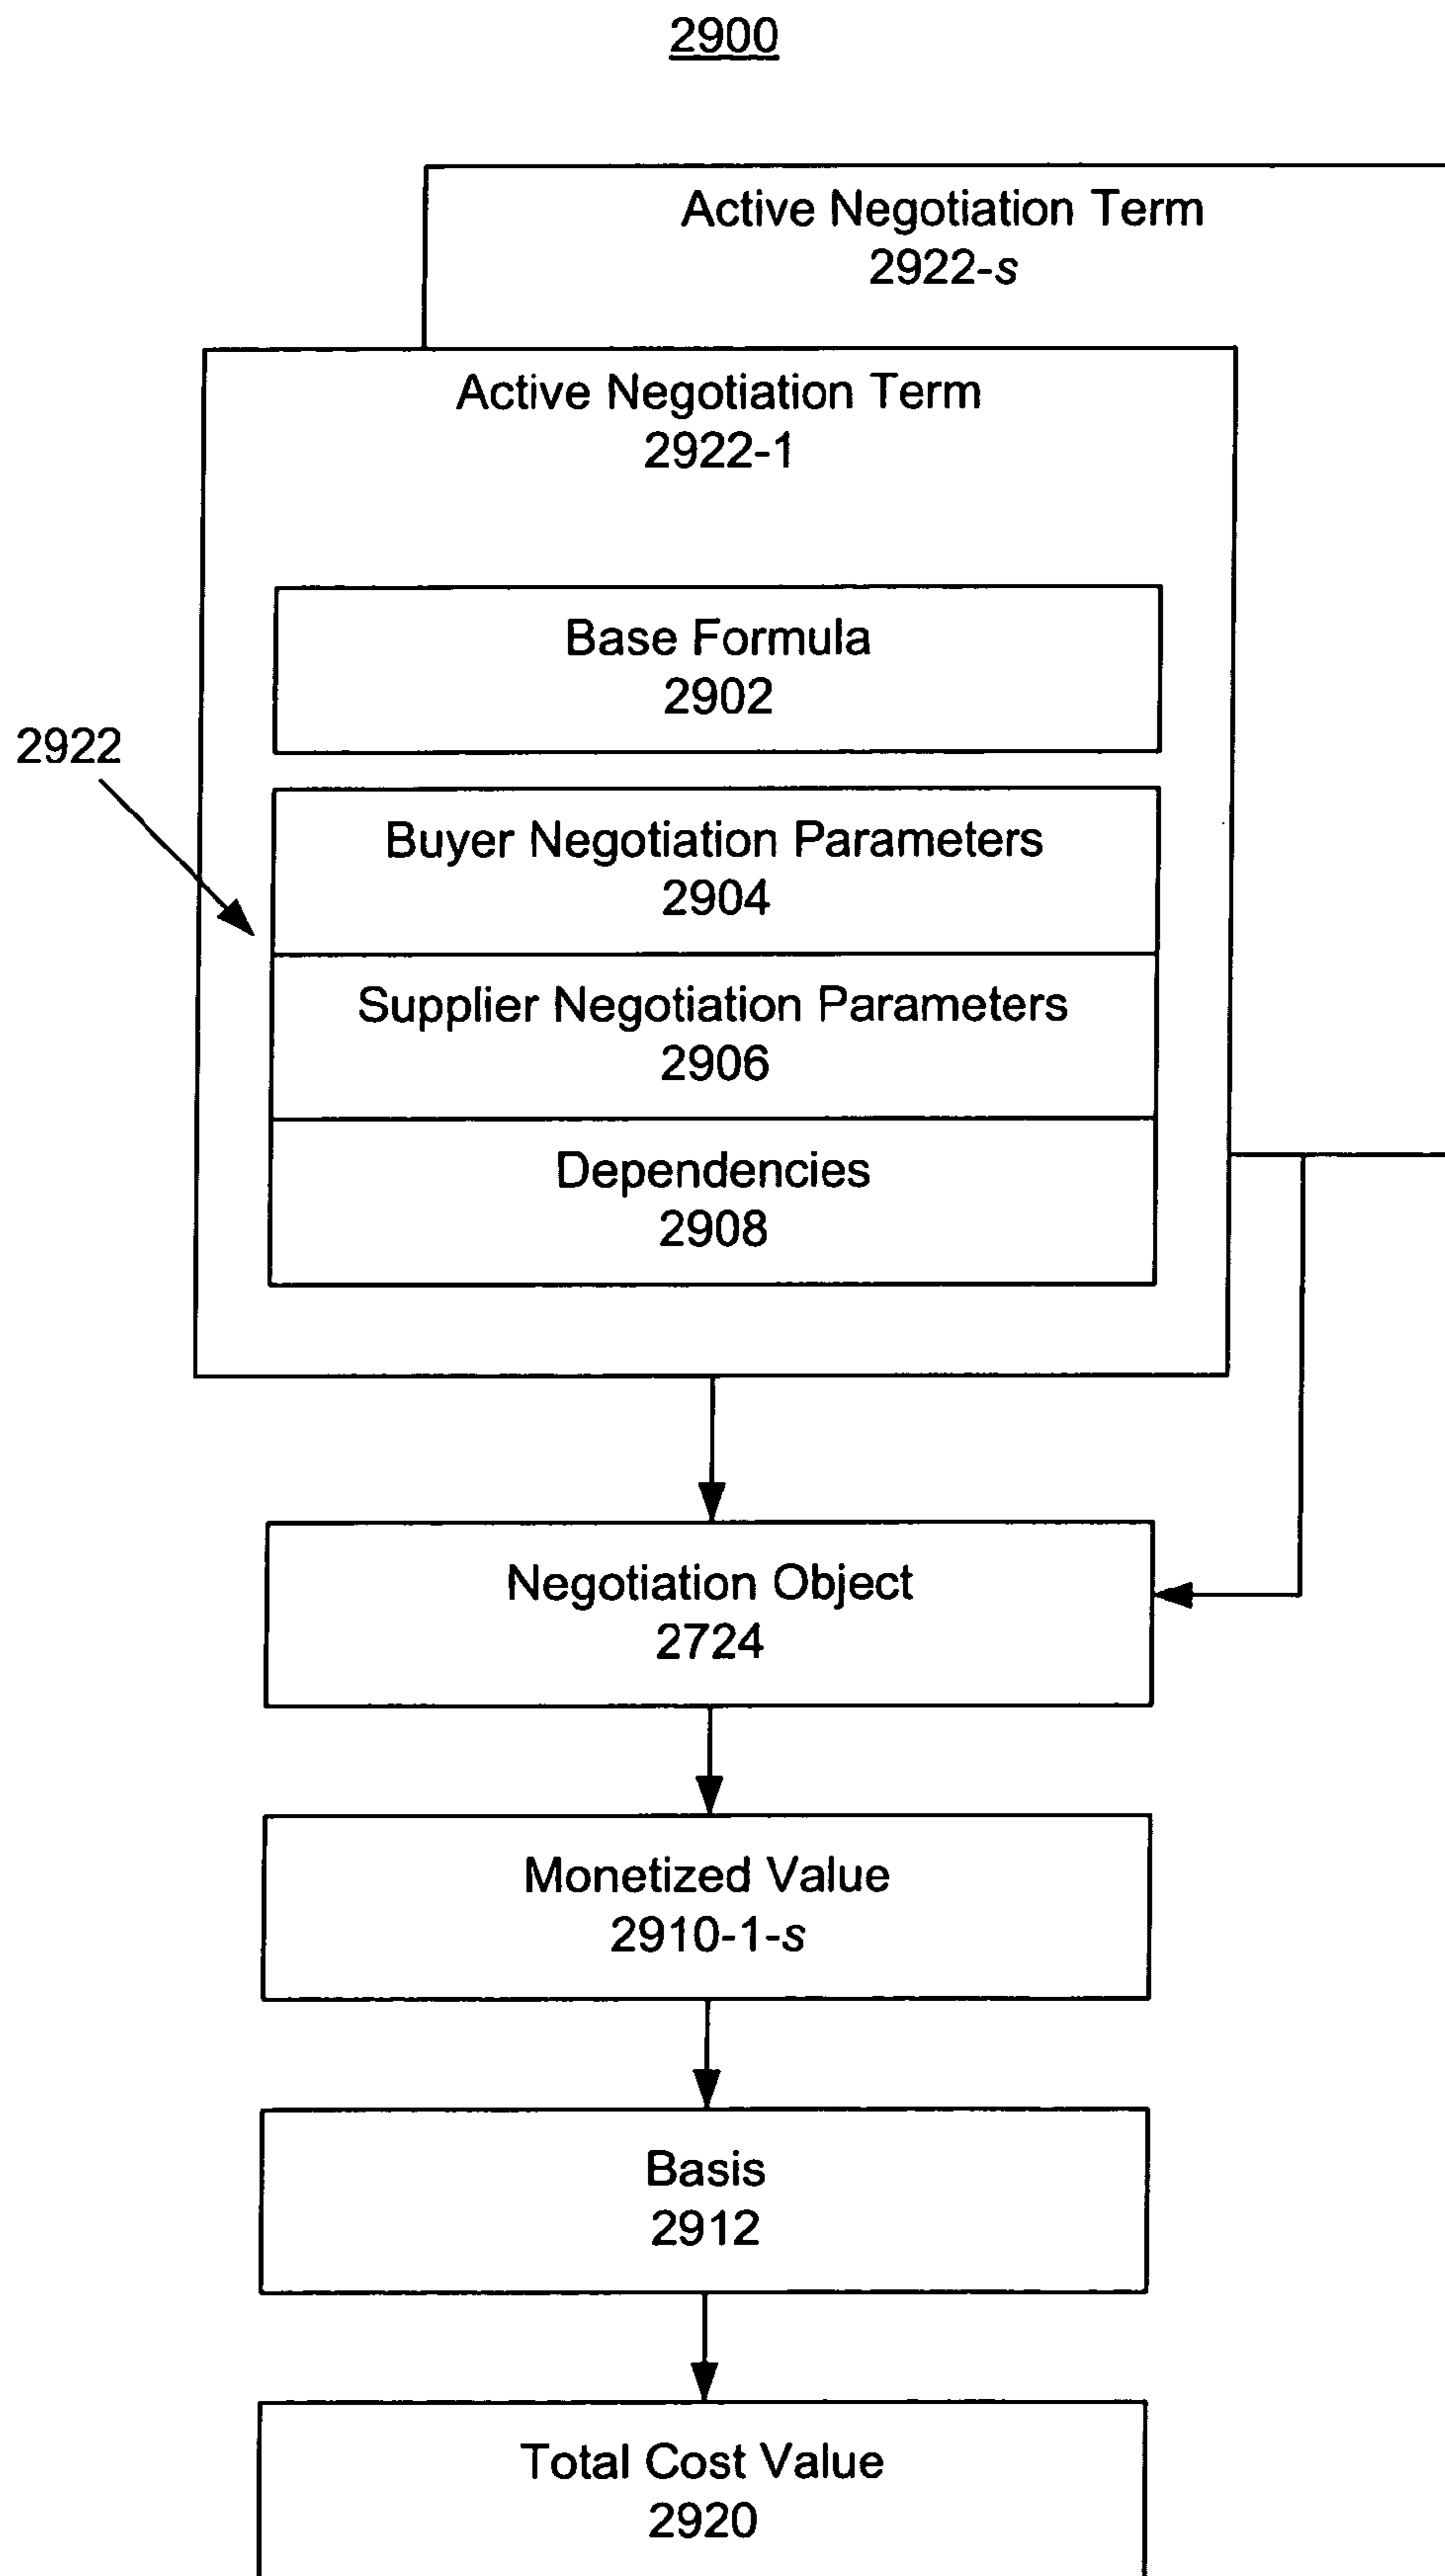 2900
Active Negotiation Term
2922-s
Active Negotiation Term
2922-1
Base Formula
2902
2922
Buyer Negotiation Parameters
2904
Supplier Negotiation Parameters
2906
Dependencies
2908
Negotiation Object
2724
Monetized Value
2910-1-s
Basis
2912
Total Cost Value
2920